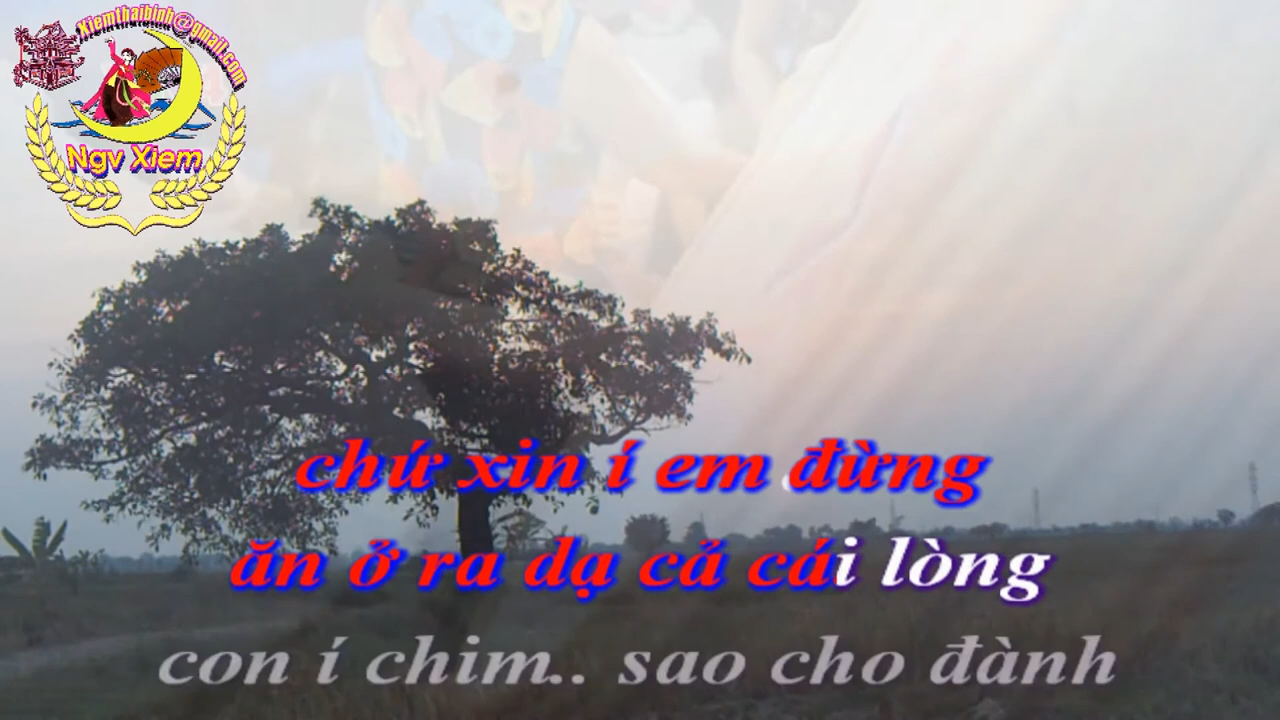 Xiemthaibinh@gmail.com
Ngv Xiem
chứ xin í em đừng
ăn ở ra dạ cả cái lòng
con í chim.. sao cho đành